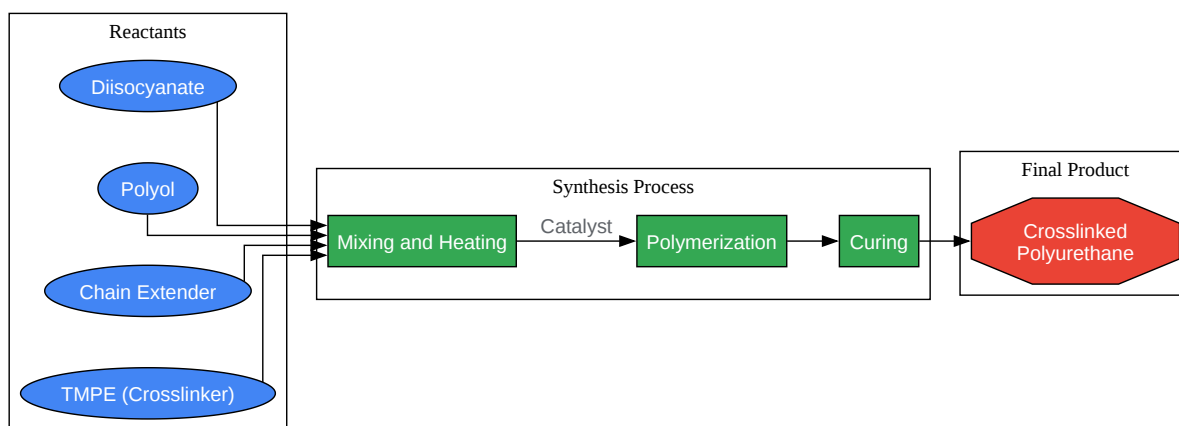 Reactants
Diisocyanate
Polyol
Chain Extender
TMPE (Crosslinker)
Synthesis Process
Mixing and Heating
Catalyst
Polymerization
Curing
Final Product
Crosslinked
Polyurethane